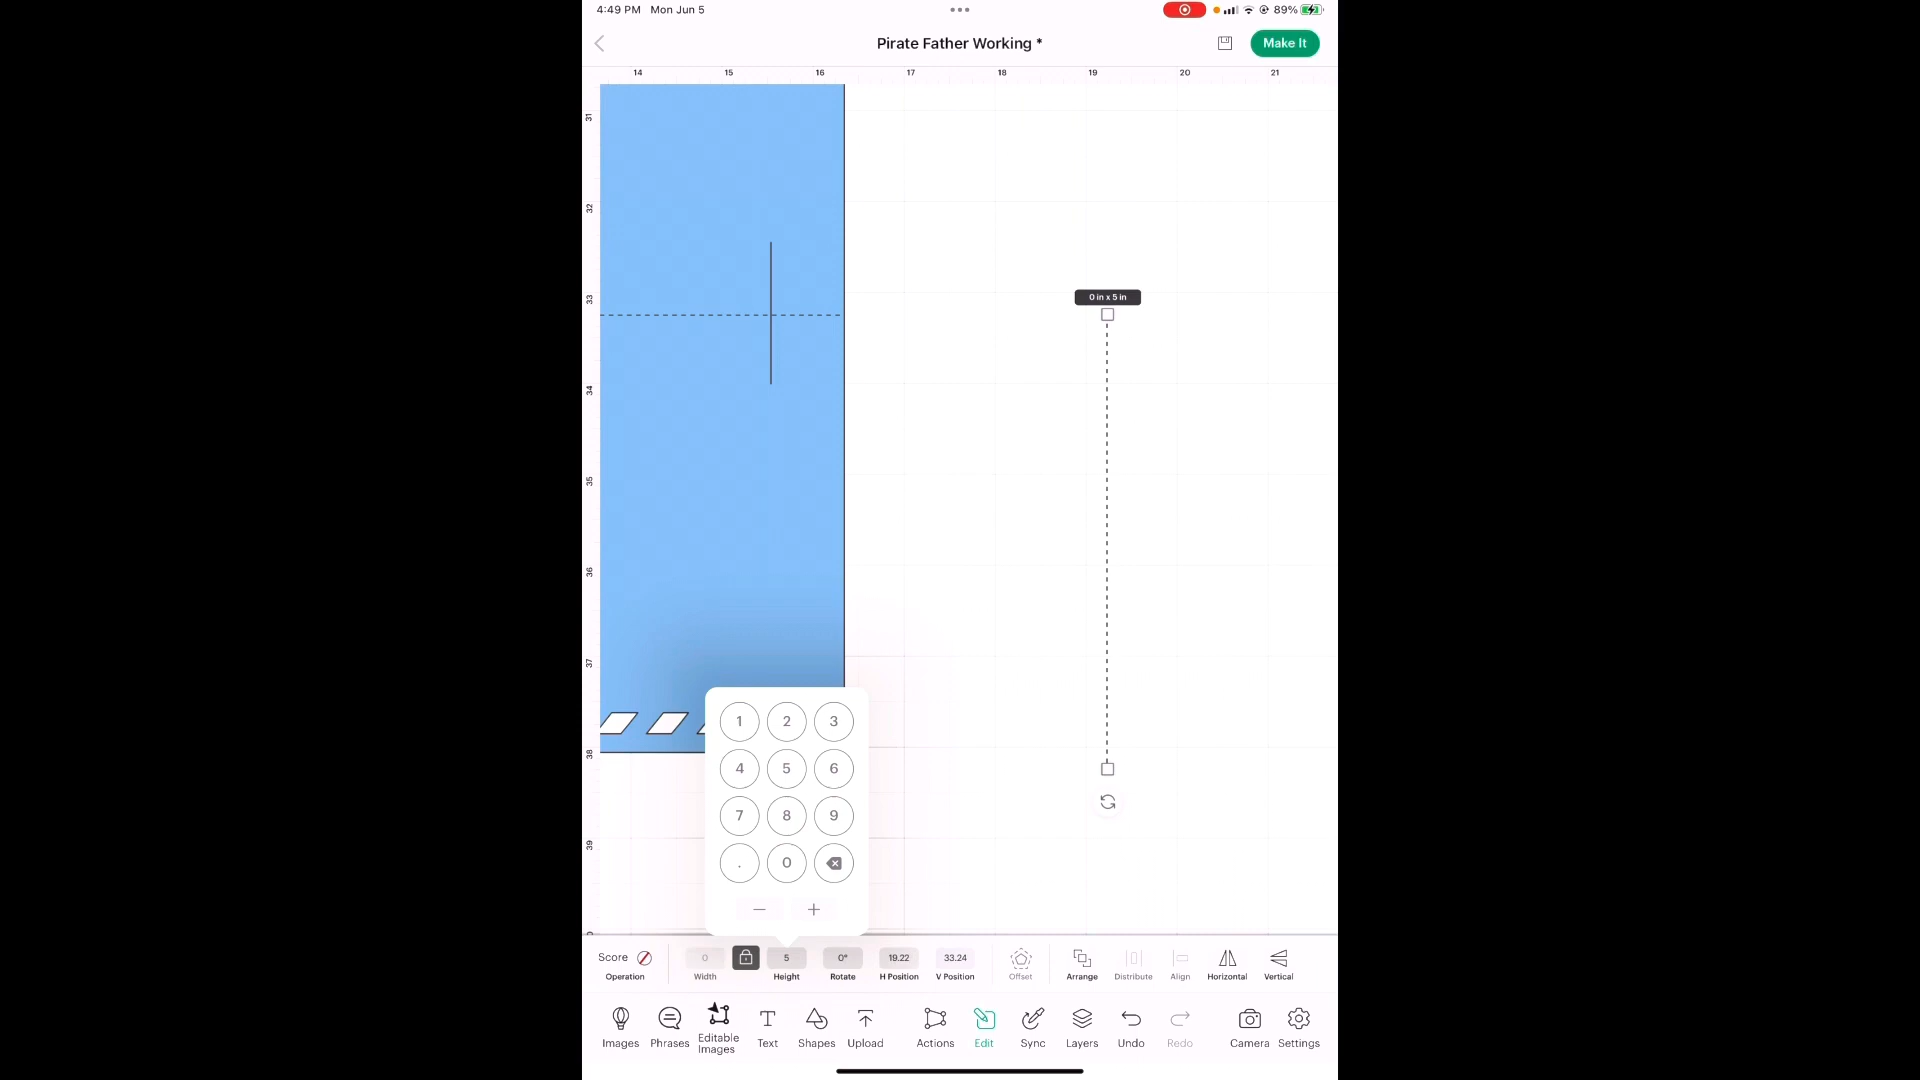 4:49 PM Mon Jun 5
89%
Pirate Father Working *
Make It
14 15 16 17 18 19 20 21
31
32
33
0 in x 5 in
34
35
36
37
38
39
1 2 3
4 5 6
7 8 9
. 0
− +
Score 0 5 0° 19.22 33.24
Operation Width Height Rotate H Position V Position Offset Arrange Distribute Align Horizontal Vertical
Images Phrases Editable Images Text Shapes Upload Actions Edit Sync Layers Undo Redo Camera Settings